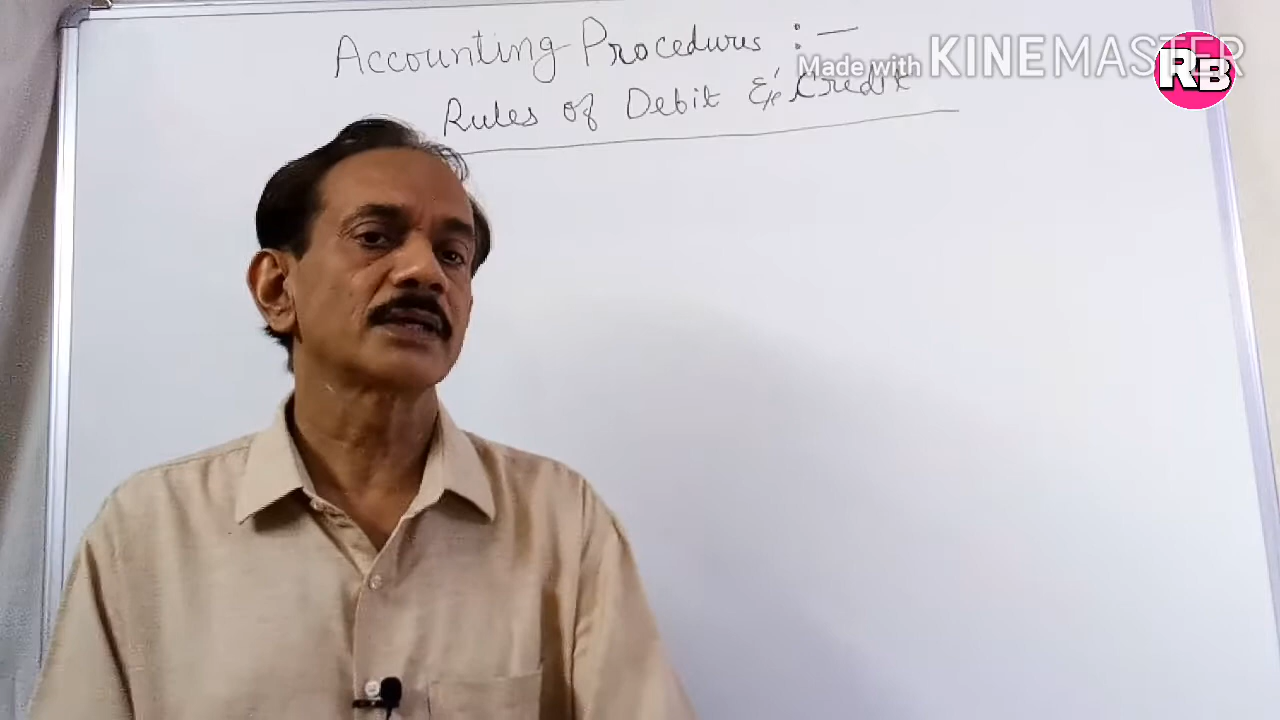 Accounting Procedures :-
Rules of Debit & Credit
Made with KINEMASTER
RB